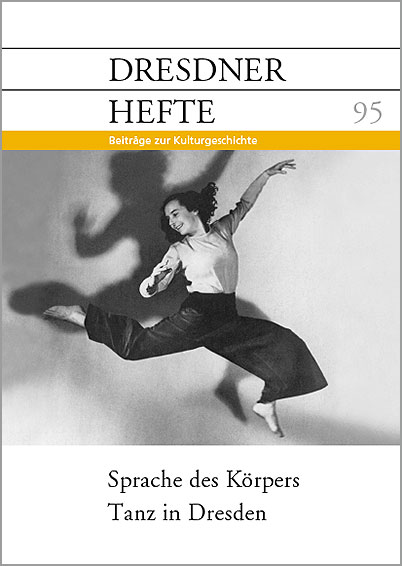 DRESDNER
HEFTE 95
Beiträge zur Kulturgeschichte
Sprache des Körpers
Tanz in Dresden